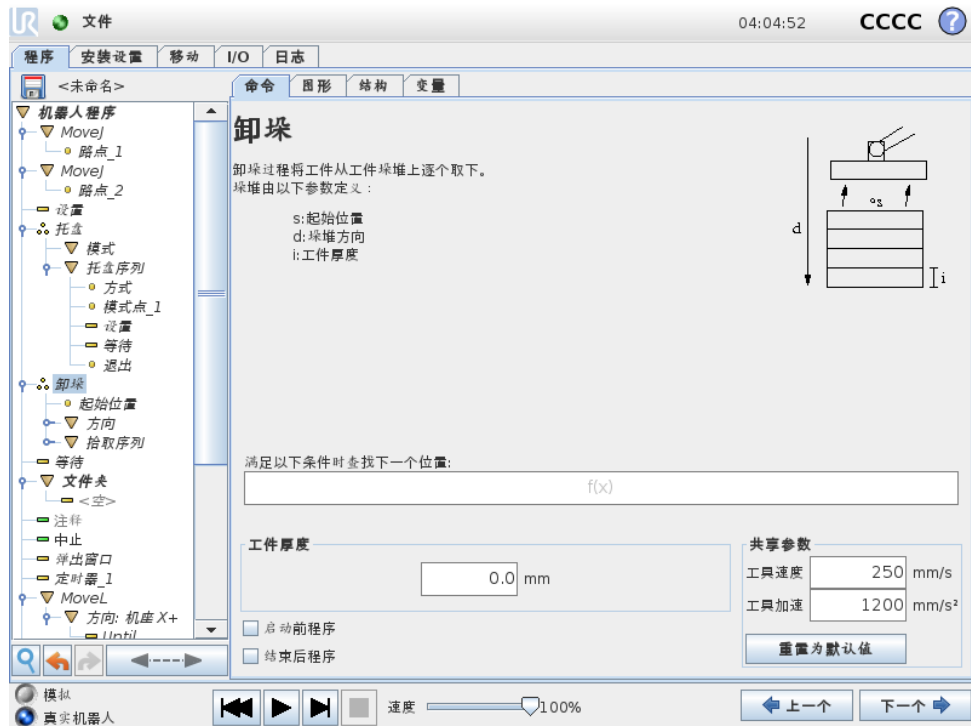 UR 文件 04:04:52 CCCC ?
程序 安装设置 移动 I/O 日志
<未命名>
命令 图形 结构 变量
机器人程序
MoveJ
路点_1
MoveJ
路点_2
设置
托盘
模式
托盘序列
方式
模式点_1
设置
等待
退出
卸垛
起始位置
方向
拾取序列
等待
文件夹
<空>
注释
中止
弹出窗口
定时器_1
MoveL
方向: 机座 X+
Until
卸垛
卸垛过程将工件从工件垛堆上逐个取下。
垛堆由以下参数定义：
s:起始位置
d:垛堆方向
i:工件厚度
s
d
i
满足以下条件时查找下一个位置:
f(x)
工件厚度
0.0 mm
启动前程序
结束后程序
共享参数
工具速度 250 mm/s
工具加速 1200 mm/s²
重置为默认值
模拟
真实机器人
速度 100%
上一个 下一个